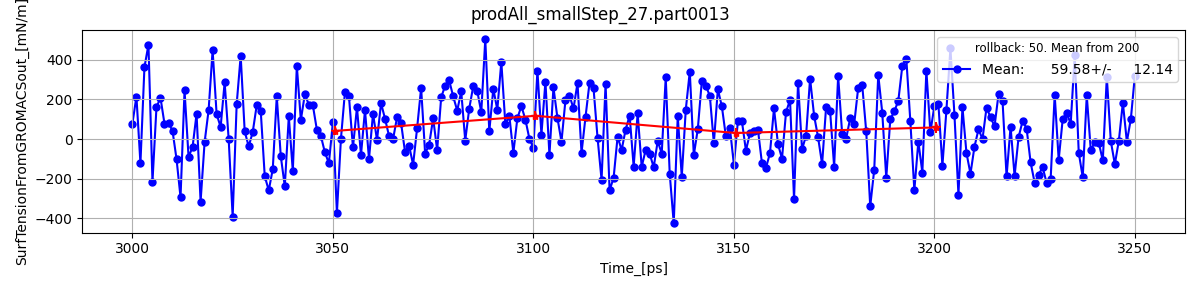 prodAll_smallStep_27.part0013
SurfTensionFromGROMACSout_[mN/m]
400
200
0
−200
−400
rollback: 50. Mean from 200
Mean: 59.58+/- 12.14
3000
3050
3100
3150
3200
3250
Time_[ps]